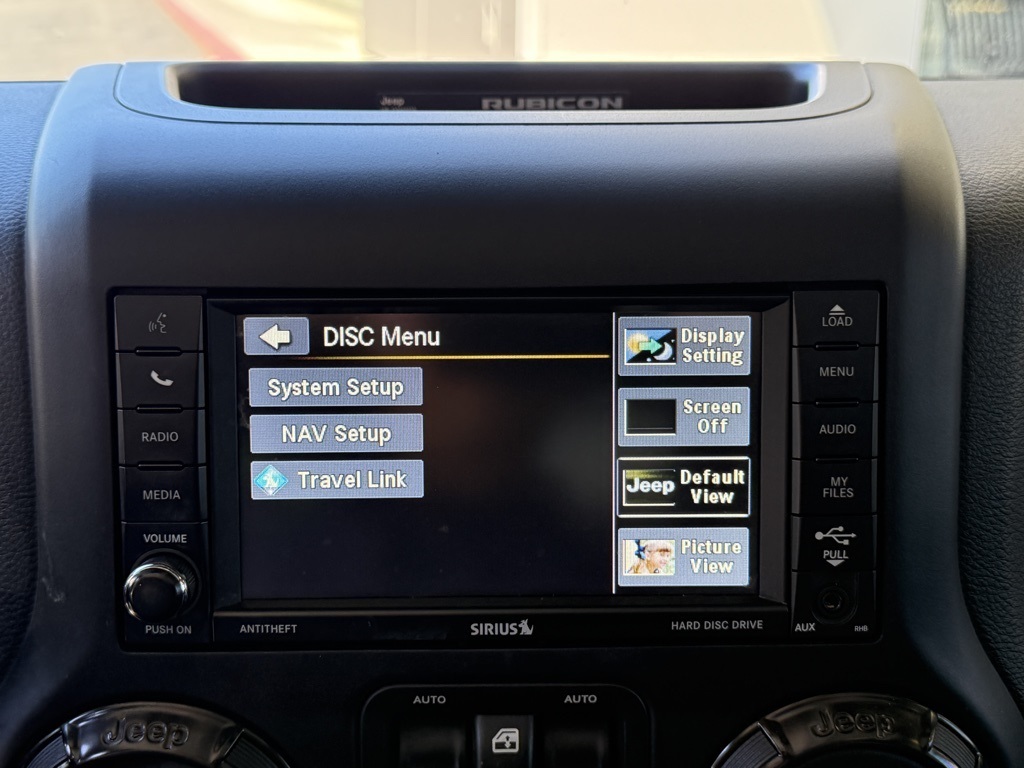 Jeep
RUBICON
LOAD
DISC Menu
Display
Setting
MENU
System Setup
Screen
Off
RADIO
AUDIO
NAV Setup
Travel Link
Jeep
Default
View
MEDIA
MY
FILES
VOLUME
PULL
Picture
View
PUSH ON
ANTITHEFT
SIRIUS
HARD DISC DRIVE
AUX
RHB
AUTO
AUTO
Jeep
Jeep